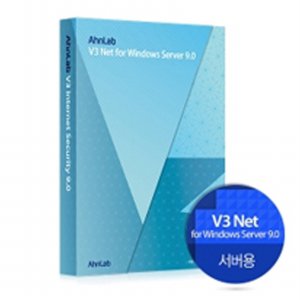 AhnLab
V3 Net for Windows Server 9.0
AhnLab V3 Internet Security 9.0
AhnLab
V3 Net
for Windows Server 9.0
서버용